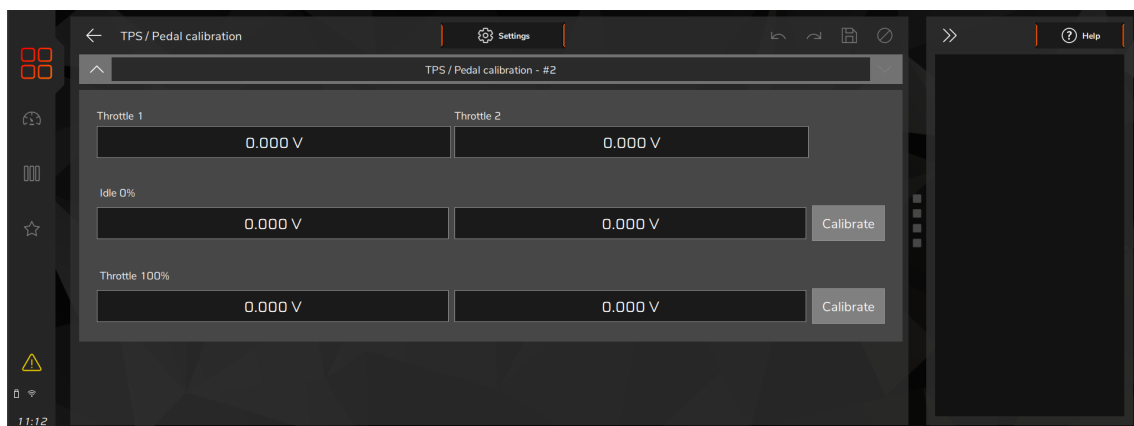 TPS / Pedal calibration
Settings
Help
TPS / Pedal calibration - #2
Throttle 1
Throttle 2
0.000 V
0.000 V
Idle 0%
0.000 V
0.000 V
Calibrate
Throttle 100%
0.000 V
0.000 V
Calibrate
11:12